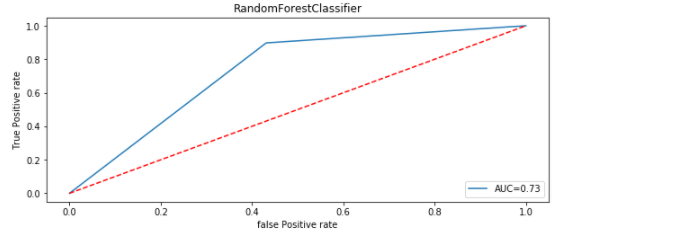 RandomForestClassifier
1.0
0.8
0.6
0.4
0.2
0.0
True Positive rate
AUC=0.73
0.0 0.2 0.4 0.6 0.8 1.0
false Positive rate